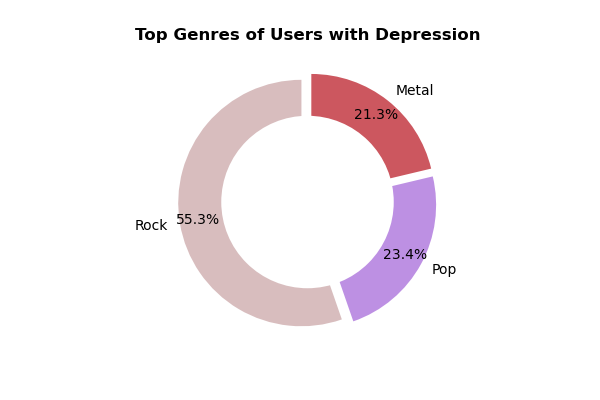 Top Genres of Users with Depression
Metal
21.3%
Rock
55.3%
23.4%
Pop